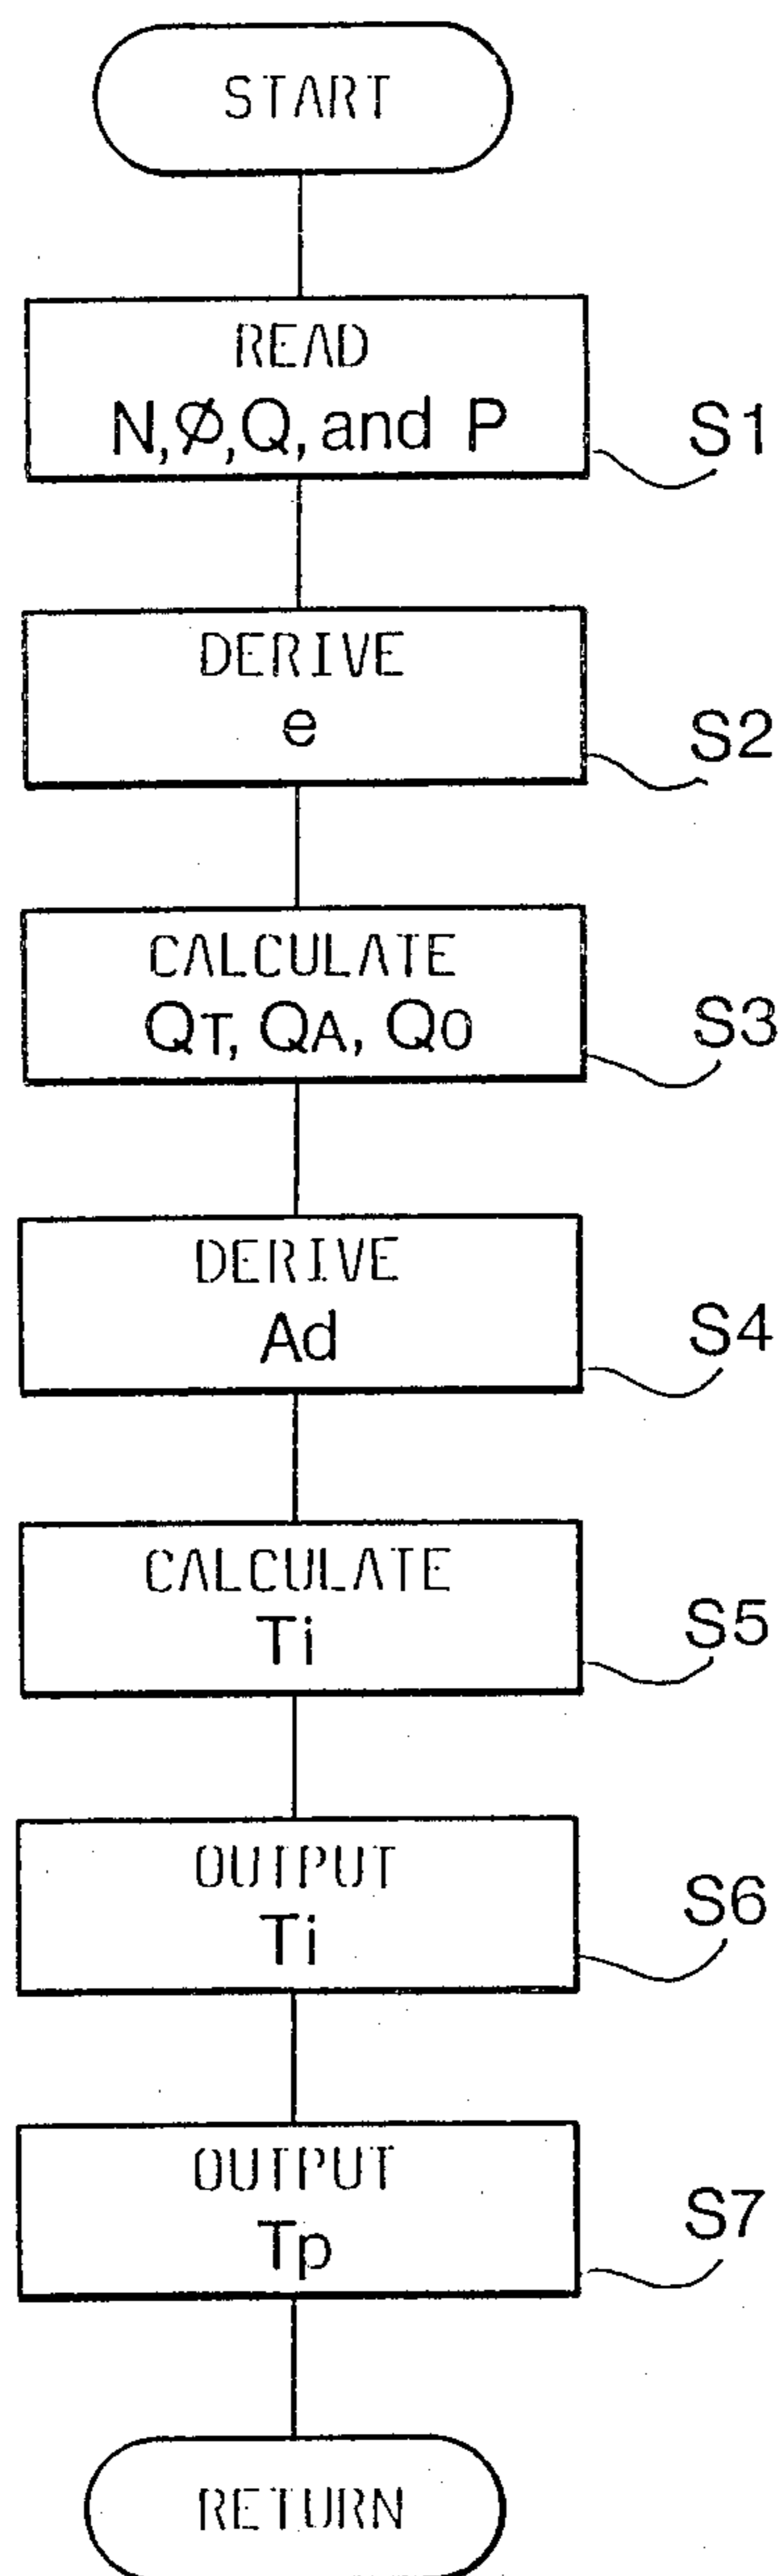 START
READ
N,Ø,Q, and P
S1
DERIVE
e
S2
CALCULATE
QT, QA, QO
S3
DERIVE
Ad
S4
CALCULATE
Ti
S5
OUTPUT
Ti
S6
OUTPUT
Tp
S7
RETURN